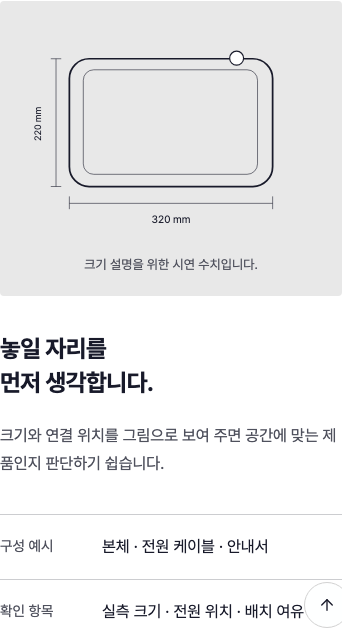 220 mm
320 mm
크기 설명을 위한 시연 수치입니다.
놓일 자리를
먼저 생각합니다.
크기와 연결 위치를 그림으로 보여 주면 공간에 맞는 제
품인지 판단하기 쉽습니다.
구성 예시 본체 · 전원 케이블 · 안내서
확인 항목 실측 크기 · 전원 위치 · 배치 여유